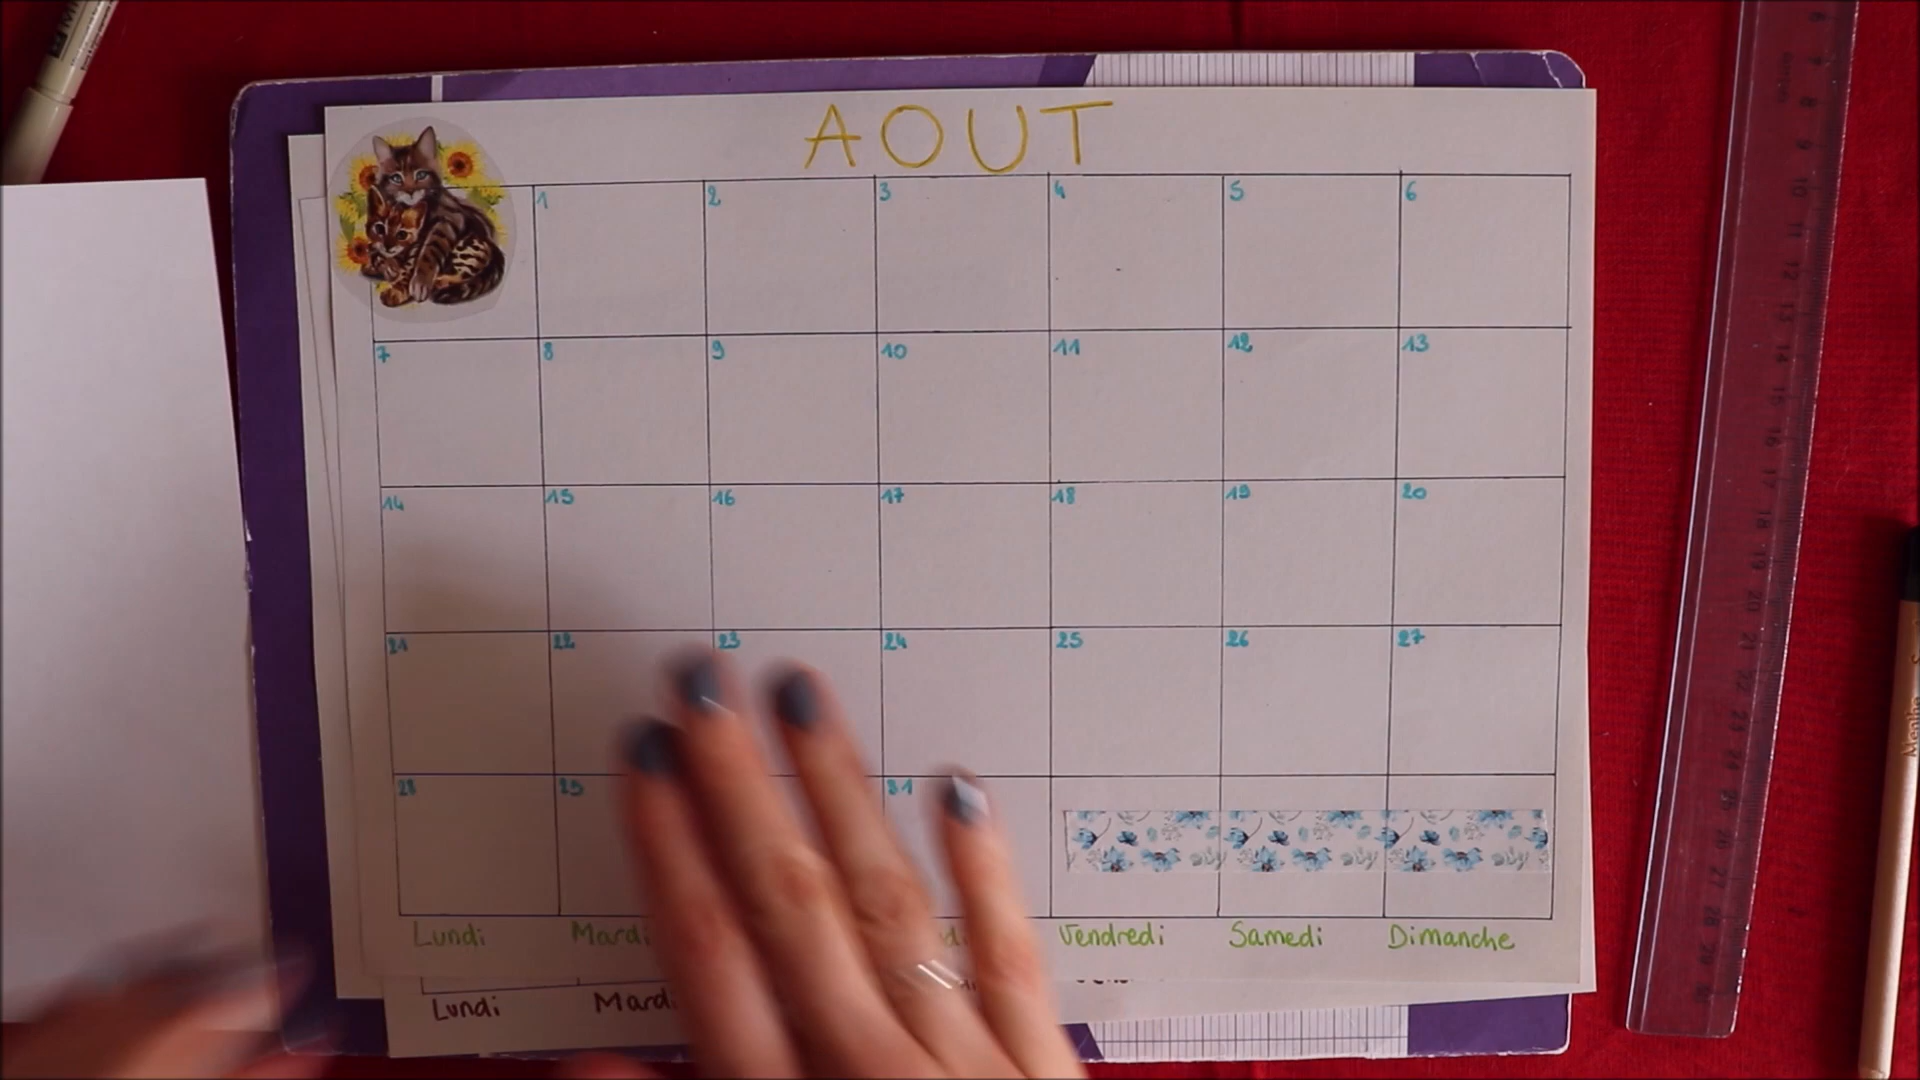 AOUT
1 2 3 4 5 6
7 8 9 10 11 12 13
14 15 16 17 18 19 20
21 22 23 24 25 26 27
28 29 31
Lundi Mardi Vendredi Samedi Dimanche
Lundi Mardi